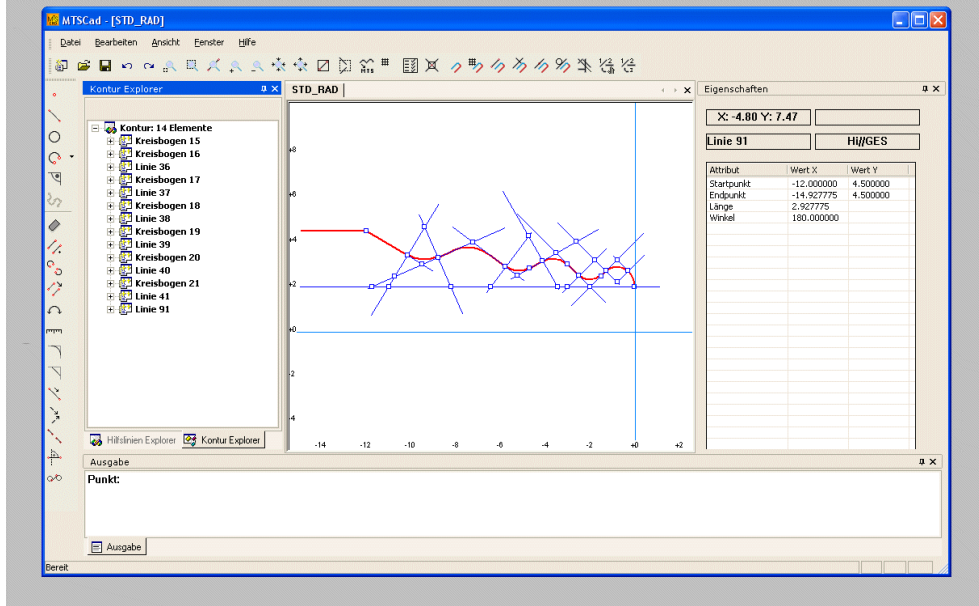 MTSCad - [STD_RAD]
Datei Bearbeiten Ansicht Fenster Hilfe
Kontur Explorer
STD_RAD
Eigenschaften
X: -4.80 Y: 7.47
Linie 91 Hi//GES
Kontur: 14 Elemente
Kreisbogen 15
Kreisbogen 16
Linie 36
Kreisbogen 17
Linie 37
Kreisbogen 18
Linie 38
Kreisbogen 19
Linie 39
Kreisbogen 20
Linie 40
Kreisbogen 21
Linie 41
Linie 91
Attribut Wert X Wert Y
Startpunkt -12.000000 4.500000
Endpunkt -14.927775 4.500000
Länge 2.927775
Winkel 180.000000
+8
+6
+4
+2
+0
-2
-4
-14 -12 -10 -8 -6 -4 -2 +0 +2
Hilfslinien Explorer Kontur Explorer
Ausgabe
Punkt:
Ausgabe
Bereit